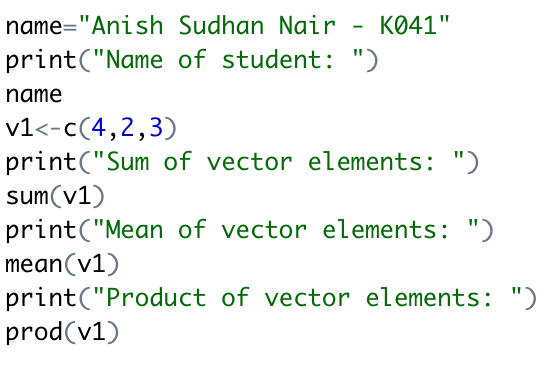 name="Anish Sudhan Nair - K041"
print("Name of student: ")
name
v1<-c(4,2,3)
print("Sum of vector elements: ")
sum(v1)
print("Mean of vector elements: ")
mean(v1)
print("Product of vector elements: ")
prod(v1)